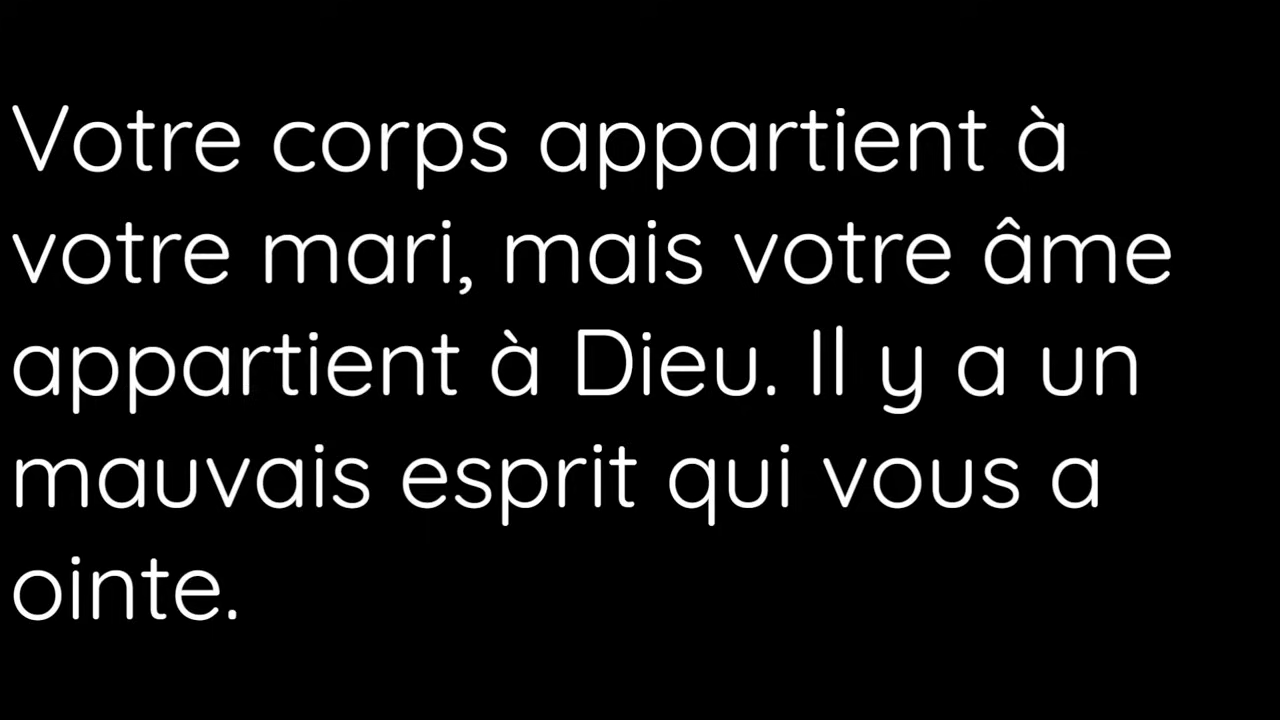 Votre corps appartient à
votre mari, mais votre âme
appartient à Dieu. Il y a un
mauvais esprit qui vous a
ointe.